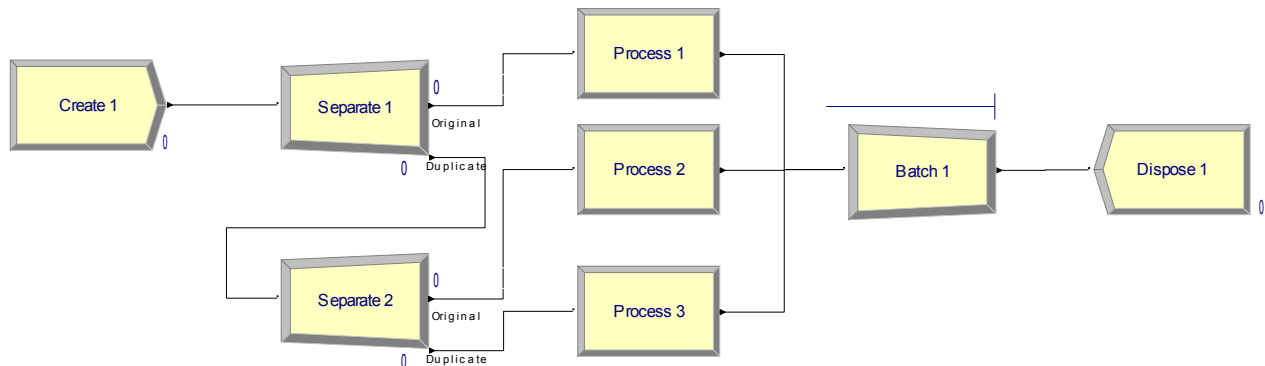 Process 1
0
Create 1
Separate 1
0
Original
0
Duplicate
Process 2
Batch 1
Dispose 1
0
0
Separate 2
Original
Process 3
0
Duplicate